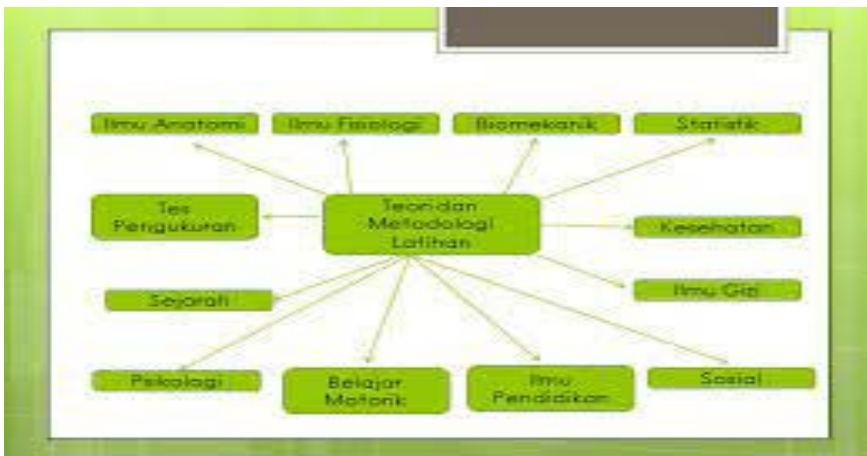 Ilmu Anatomi
Ilmu Fisiologi
Biomekanik
Statistik
Tes
Pengukuran
Teori dan
Metodologi
Latihan
Kesehatan
Ilmu Gizi
Sejarah
Psikologi
Belajar
Motorik
Ilmu
Pendidikan
Sosial